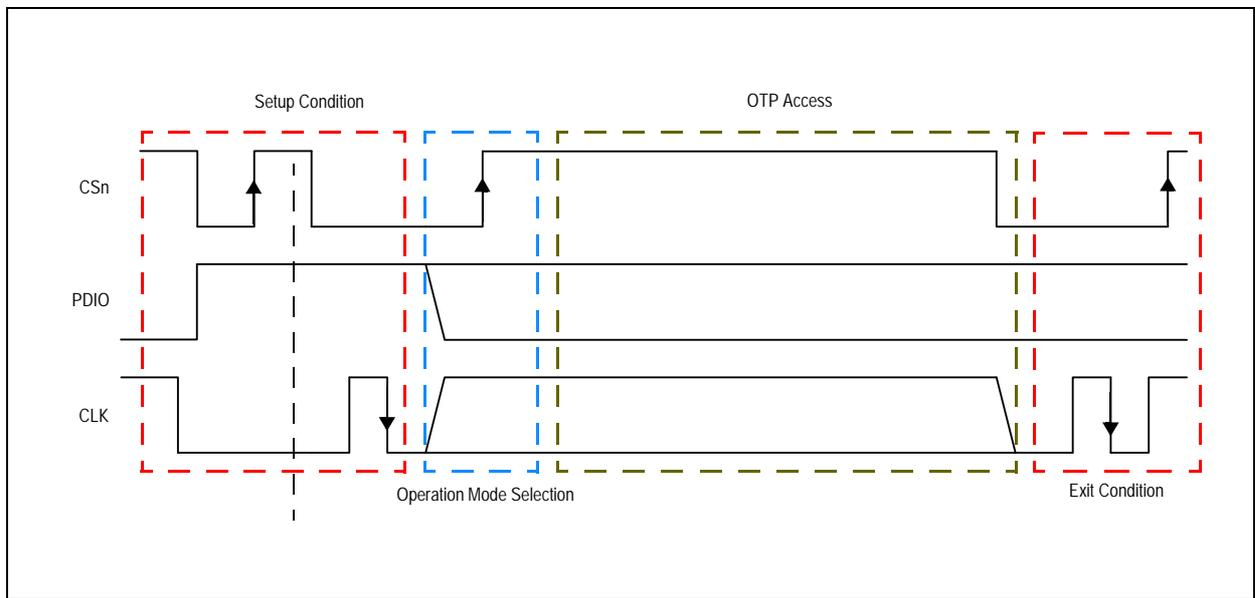 Setup Condition
OTP Access
CSn
PDIO
CLK
Operation Mode Selection
Exit Condition